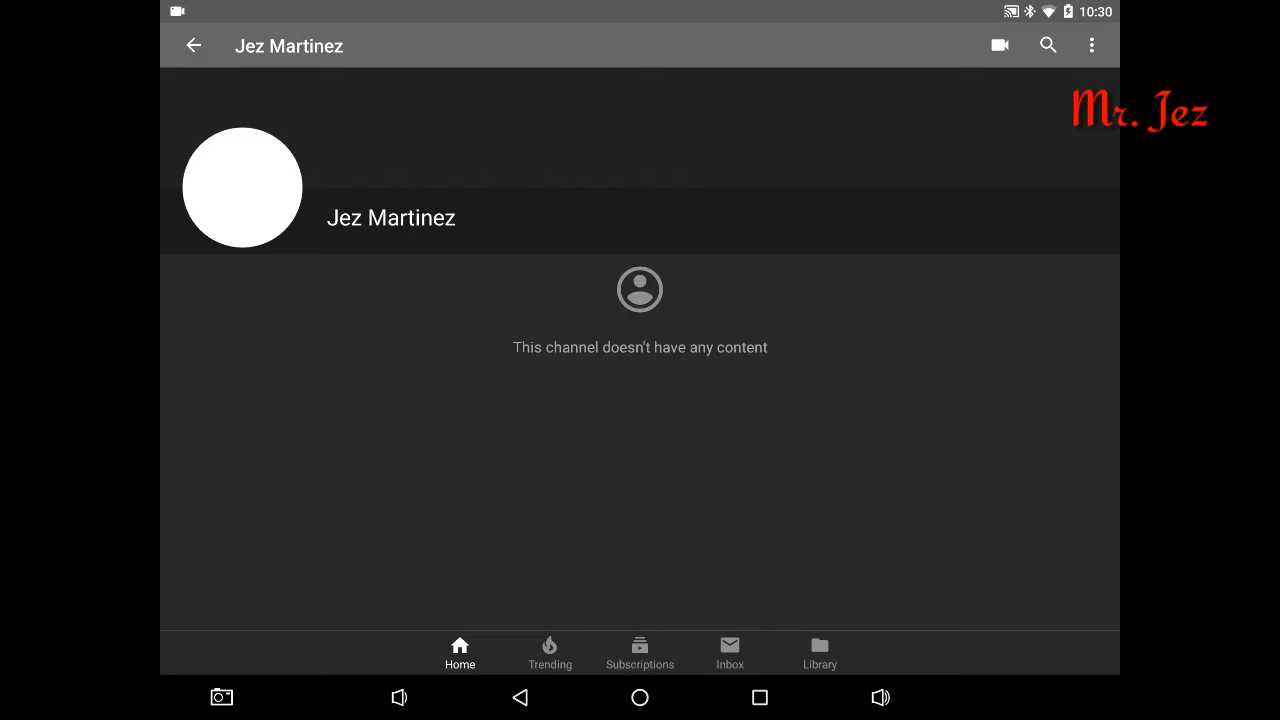 10:30
Jez Martinez
Mr. Jez
Jez Martinez
This channel doesn't have any content
Home Trending Subscriptions Inbox Library